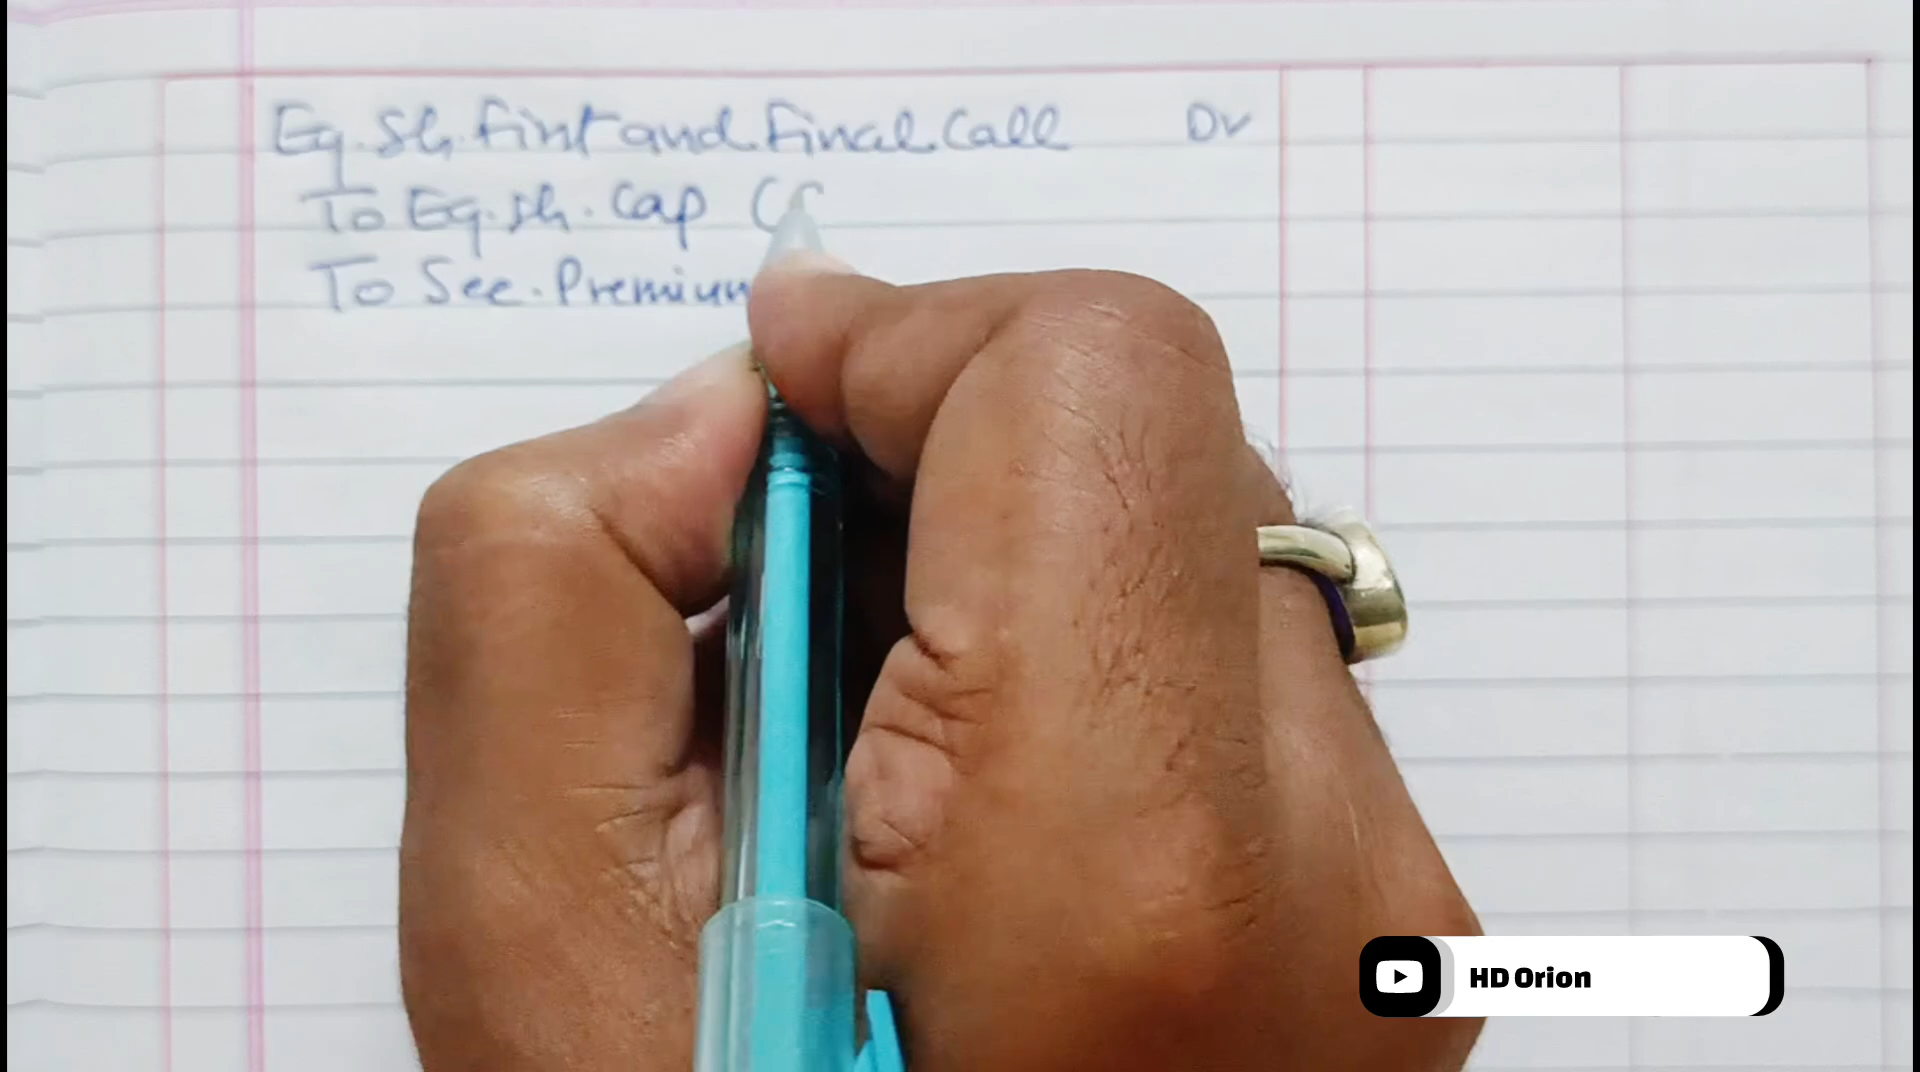 Eq.Sh.First and Final Call Dr
To Eq.Sh.Cap (
To Sec.Premium
HD Orion